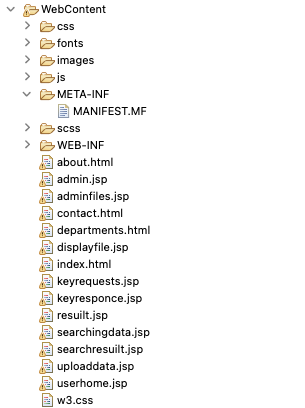 WebContent
css
fonts
images
js
META-INF
MANIFEST.MF
scss
WEB-INF
about.html
admin.jsp
adminfiles.jsp
contact.html
departments.html
displayfile.jsp
index.html
keyrequests.jsp
keyresponce.jsp
resuilt.jsp
searchingdata.jsp
searchresuilt.jsp
uploaddata.jsp
userhome.jsp
w3.css